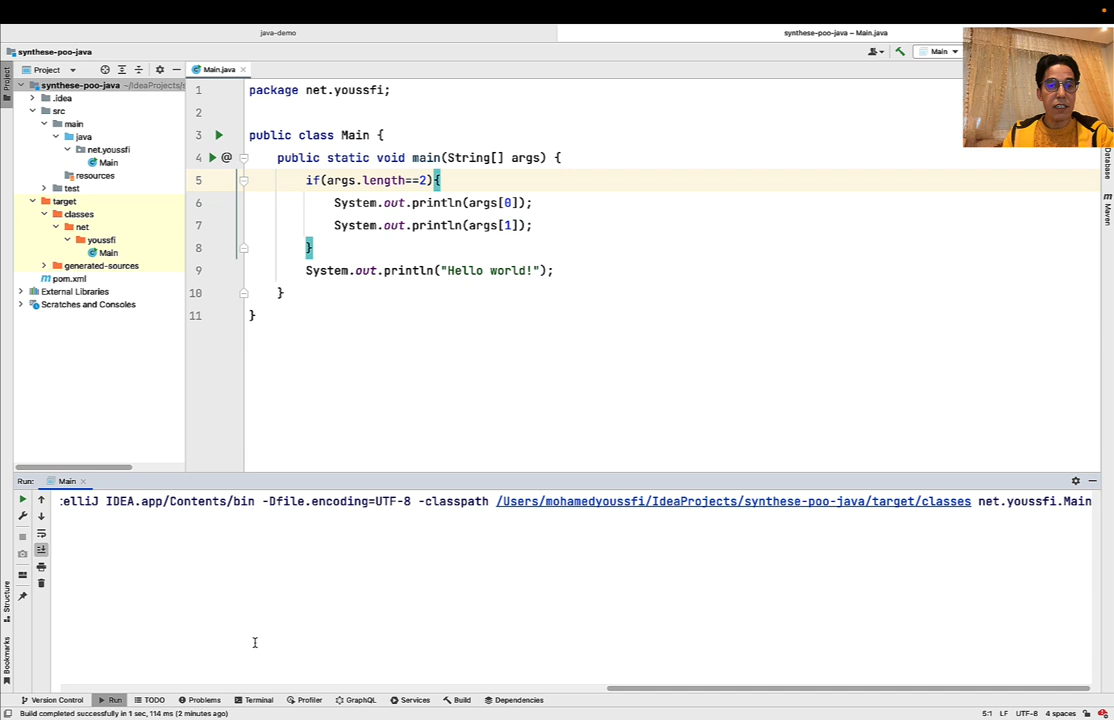 java-demo
synthese-poo-java – Main.java
synthese-poo-java
Main
Project
Main.java
Project
synthese-poo-java ~/IdeaProjects/s
.idea
src
main
java
net.youssfi
Main
resources
test
target
classes
net
youssfi
Main
generated-sources
pom.xml
External Libraries
Scratches and Consoles
1 package net.youssfi;
2
3 public class Main {
4 @ public static void main(String[] args) {
5 if(args.length==2){
6 System.out.println(args[0]);
7 System.out.println(args[1]);
8 }
9 System.out.println("Hello world!");
10 }
11 }
Database
Maven
Run: Main
elliJ IDEA.app/Contents/bin -Dfile.encoding=UTF-8 -classpath /Users/mohamedyoussfi/IdeaProjects/synthese-poo-java/target/classes net.youssfi.Main
Structure
Bookmarks
Version Control Run TODO Problems Terminal Profiler GraphQL Services Build Dependencies
Build completed successfully in 1 sec, 114 ms (2 minutes ago) 5:1 LF UTF-8 4 spaces